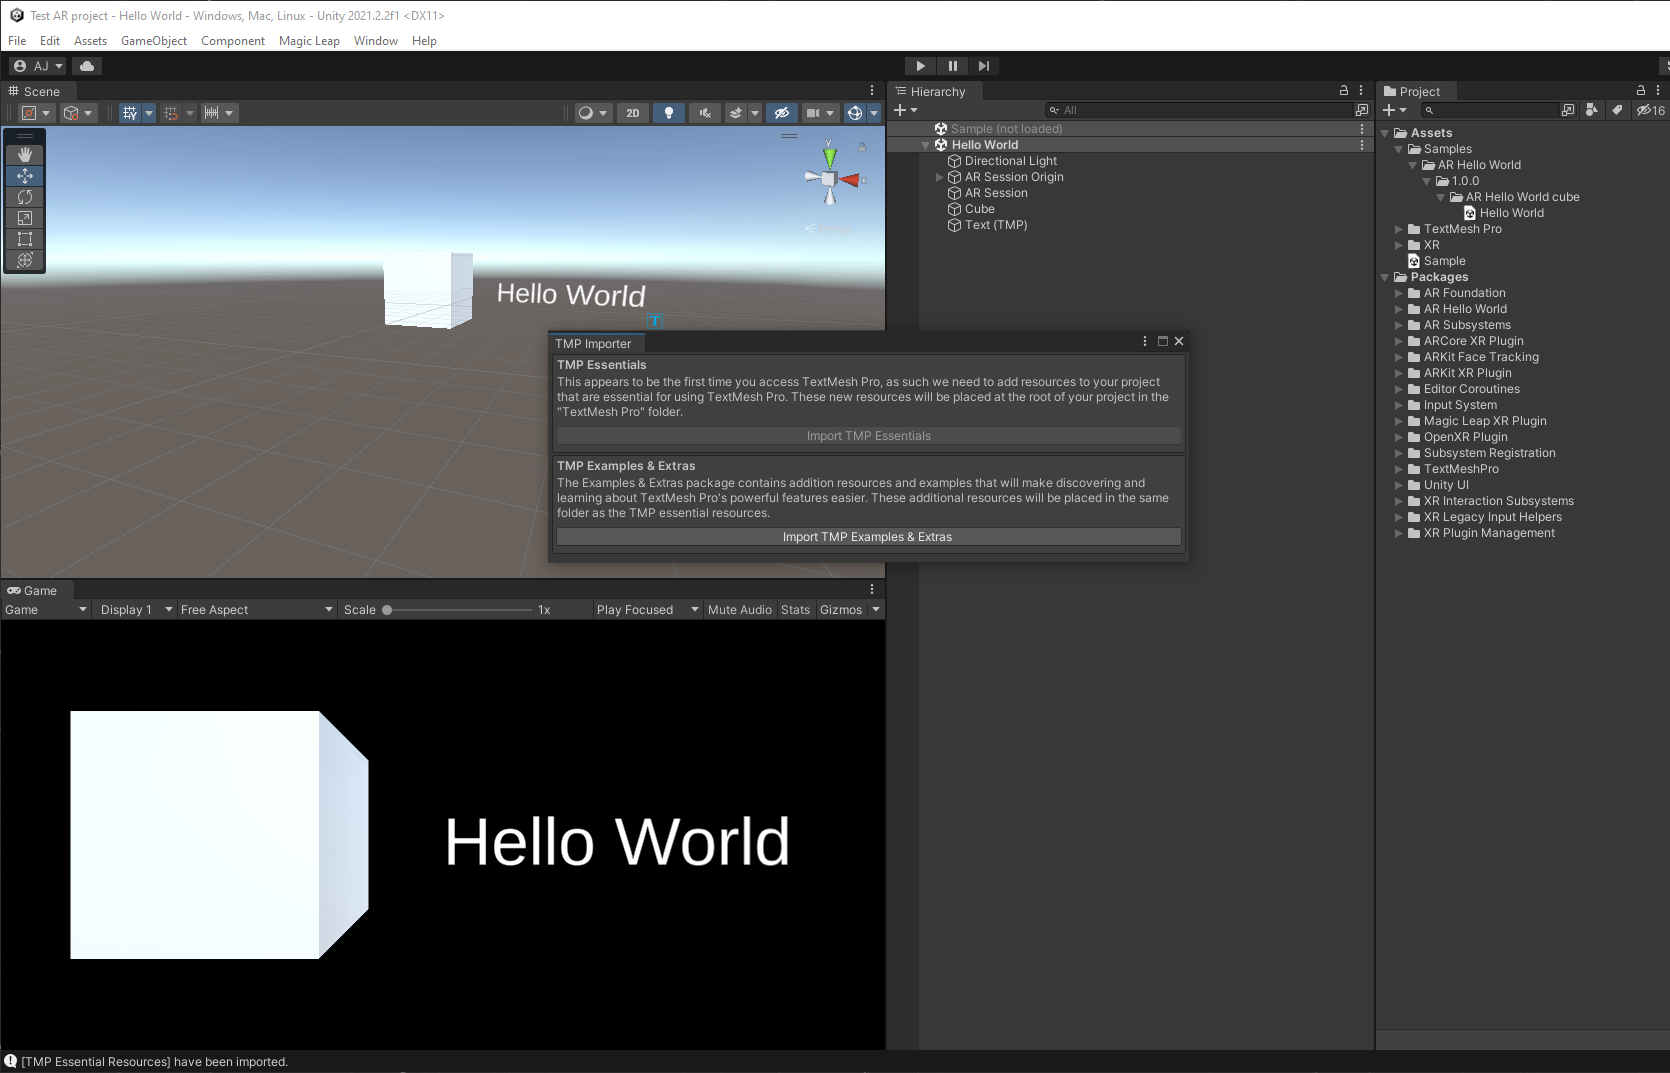 Test AR project - Hello World - Windows, Mac, Linux - Unity 2021.2.2f1 <DX11>
File Edit Assets GameObject Component Magic Leap Window Help
AJ
Scene
2D
y
x
Hello World
T
TMP Importer
TMP Essentials
This appears to be the first time you access TextMesh Pro, as such we need to add resources to your project
that are essential for using TextMesh Pro. These new resources will be placed at the root of your project in the
"TextMesh Pro" folder.
Import TMP Essentials
TMP Examples & Extras
The Examples & Extras package contains addition resources and examples that will make discovering and
learning about TextMesh Pro's powerful features easier. These additional resources will be placed in the same
folder as the TMP essential resources.
Import TMP Examples & Extras
Game
Game Display 1 Free Aspect Scale 1x Play Focused Mute Audio Stats Gizmos
Hello World
Hierarchy
All
Sample (not loaded)
Hello World
Directional Light
AR Session Origin
AR Session
Cube
Text (TMP)
Project
16
Assets
Samples
AR Hello World
1.0.0
AR Hello World cube
Hello World
TextMesh Pro
XR
Sample
Packages
AR Foundation
AR Hello World
AR Subsystems
ARCore XR Plugin
ARKit Face Tracking
ARKit XR Plugin
Editor Coroutines
Input System
Magic Leap XR Plugin
OpenXR Plugin
Subsystem Registration
TextMeshPro
Unity UI
XR Interaction Subsystems
XR Legacy Input Helpers
XR Plugin Management
[TMP Essential Resources] have been imported.